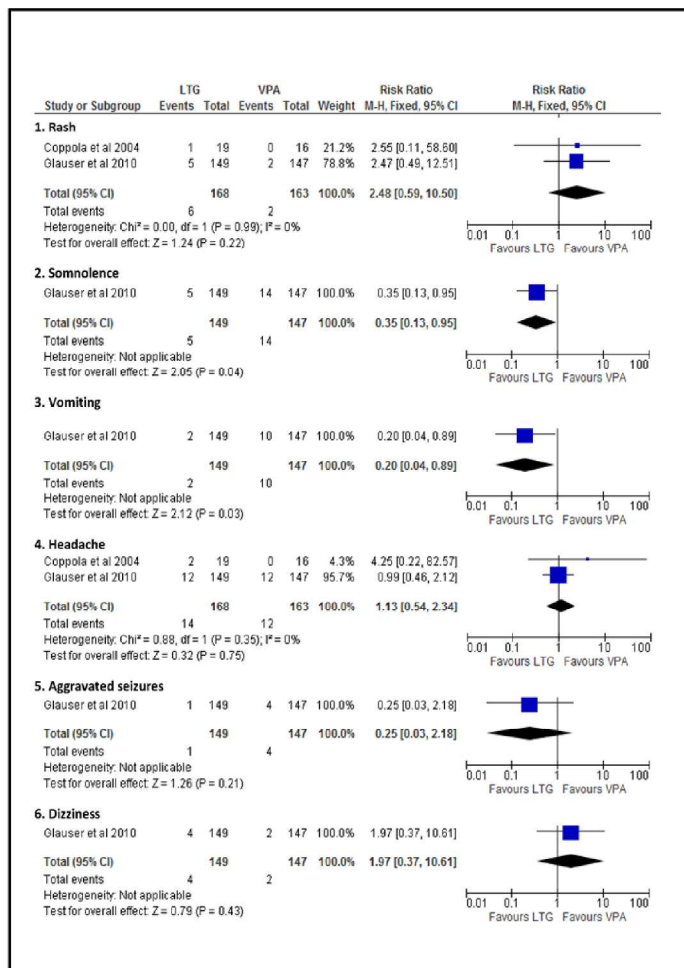 LTG VPA Risk Ratio Risk Ratio
Study or Subgroup Events Total Events Total Weight M-H, Fixed, 95% CI M-H, Fixed, 95% CI
1. Rash
Coppola et al 2004 1 19 0 16 21.2% 2.55 [0.11, 58.60]
Glauser et al 2010 5 149 2 147 78.8% 2.47 [0.49, 12.51]
Total (95% CI) 168 163 100.0% 2.48 [0.59, 10.50]
Total events 6 2
Heterogeneity: Chi² = 0.00, df = 1 (P = 0.99); I² = 0%
Test for overall effect: Z = 1.24 (P = 0.22)
0.01 0.1 1 10 100
Favours LTG Favours VPA
2. Somnolence
Glauser et al 2010 5 149 14 147 100.0% 0.35 [0.13, 0.95]
Total (95% CI) 149 147 100.0% 0.35 [0.13, 0.95]
Total events 5 14
Heterogeneity: Not applicable
Test for overall effect: Z = 2.05 (P = 0.04)
0.01 0.1 1 10 100
Favours LTG Favours VPA
3. Vomiting
Glauser et al 2010 2 149 10 147 100.0% 0.20 [0.04, 0.89]
Total (95% CI) 149 147 100.0% 0.20 [0.04, 0.89]
Total events 2 10
Heterogeneity: Not applicable
Test for overall effect: Z = 2.12 (P = 0.03)
0.01 0.1 1 10 100
Favours LTG Favours VPA
4. Headache
Coppola et al 2004 2 19 0 16 4.3% 4.25 [0.22, 82.57]
Glauser et al 2010 12 149 12 147 95.7% 0.99 [0.46, 2.12]
Total (95% CI) 168 163 100.0% 1.13 [0.54, 2.34]
Total events 14 12
Heterogeneity: Chi² = 0.88, df = 1 (P = 0.35); I² = 0%
Test for overall effect: Z = 0.32 (P = 0.75)
0.01 0.1 1 10 100
Favours LTG Favours VPA
5. Aggravated seizures
Glauser et al 2010 1 149 4 147 100.0% 0.25 [0.03, 2.18]
Total (95% CI) 149 147 100.0% 0.25 [0.03, 2.18]
Total events 1 4
Heterogeneity: Not applicable
Test for overall effect: Z = 1.26 (P = 0.21)
0.01 0.1 1 10 100
Favours LTG Favours VPA
6. Dizziness
Glauser et al 2010 4 149 2 147 100.0% 1.97 [0.37, 10.61]
Total (95% CI) 149 147 100.0% 1.97 [0.37, 10.61]
Total events 4 2
Heterogeneity: Not applicable
Test for overall effect: Z = 0.79 (P = 0.43)
0.01 0.1 1 10 100
Favours LTG Favours VPA